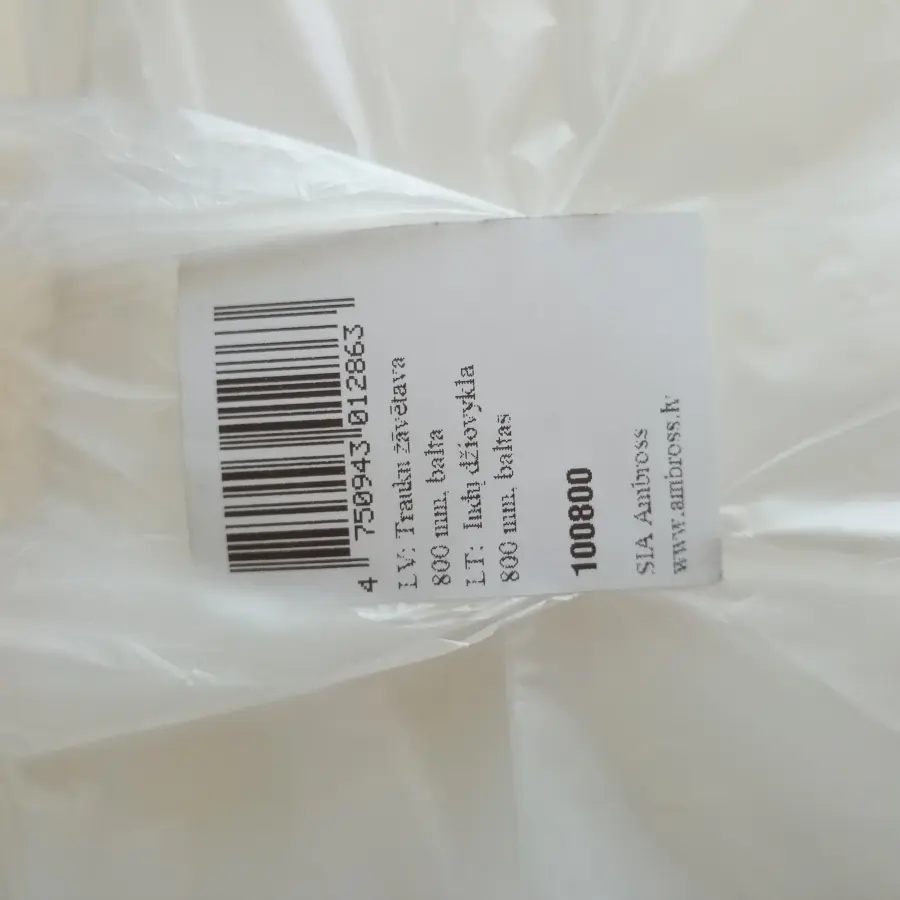 4 750943 012863
LV: Trauku žāvētava
800 mm, balta
LT: Indų džiovykla
800 mm, baltas
100800
SIA Ambross
www.ambross.lv